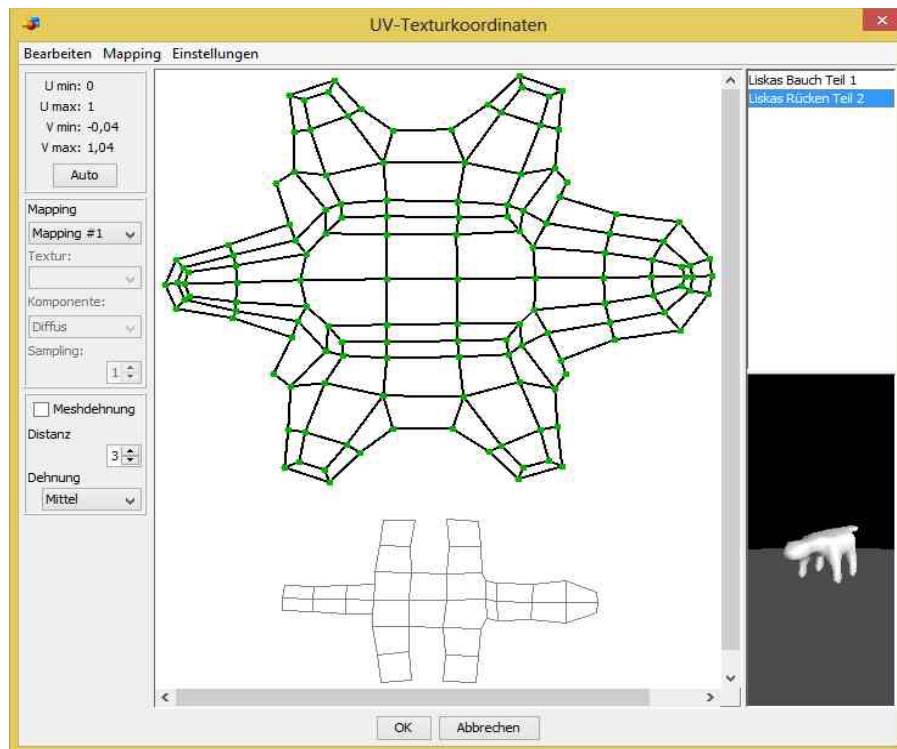 UV-Texturkoordinaten
Bearbeiten Mapping Einstellungen
U min: 0
U max: 1
V min: -0,04
V max: 1,04
Auto
Mapping
Mapping #1
Textur:
Komponente:
Diffus
Sampling:
1
Meshdehnung
Distanz
3
Dehnung
Mittel
Liskas Bauch Teil 1
Liskas Rücken Teil 2
OK Abbrechen